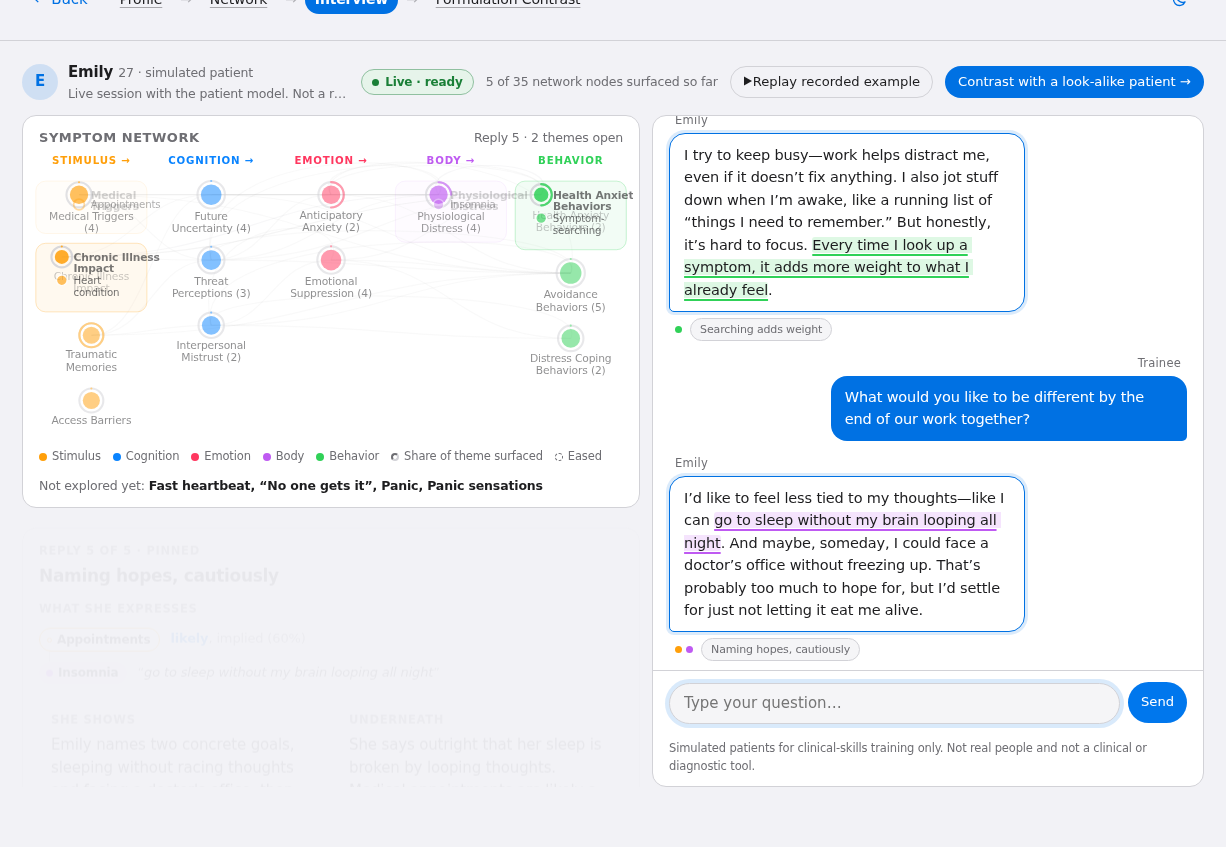 Back
Profile → Network → Interview → Formulation Contrast
E
Emily 27 · simulated patient
Live session with the patient model. Not a r…
Live · ready
5 of 35 network nodes surfaced so far
Replay recorded example
Contrast with a look-alike patient →
SYMPTOM NETWORK
Reply 5 · 2 themes open
STIMULUS → COGNITION → EMOTION → BODY → BEHAVIOR
Medical
Appointments
Medical Triggers
(4)
Future
Uncertainty (4)
Anticipatory
Anxiety (2)
Physiological
Insomnia
Distress
Physiological
Distress (4)
Health Anxiet
Behaviors
Symptom-
searching
Chronic Illness
Impact
Heart
condition
Threat
Perceptions (3)
Emotional
Suppression (4)
Avoidance
Behaviors (5)
Traumatic
Memories
Interpersonal
Mistrust (2)
Distress Coping
Behaviors (2)
Access Barriers
Stimulus Cognition Emotion Body Behavior Share of theme surfaced Eased
Not explored yet: Fast heartbeat, “No one gets it”, Panic, Panic sensations
REPLY 5 OF 5 · PINNED
Naming hopes, cautiously
WHAT SHE EXPRESSES
Appointments likely implied (80%)
Insomnia “go to sleep without my brain looping all night”
SHE SHOWS
Emily names two concrete goals,
sleeping without racing thoughts
UNDERNEATH
She says outright that her sleep is
broken by looping thoughts.
Emily
I try to keep busy—work helps distract me,
even if it doesn’t fix anything. I also jot stuff
down when I’m awake, like a running list of
“things I need to remember.” But honestly,
it’s hard to focus. Every time I look up a
symptom, it adds more weight to what I
already feel.
Searching adds weight
Trainee
What would you like to be different by the
end of our work together?
Emily
I’d like to feel less tied to my thoughts—like I
can go to sleep without my brain looping all
night. And maybe, someday, I could face a
doctor’s office without freezing up. That’s
probably too much to hope for, but I’d settle
for just not letting it eat me alive.
Naming hopes, cautiously
Type your question…
Send
Simulated patients for clinical-skills training only. Not real people and not a clinical or
diagnostic tool.